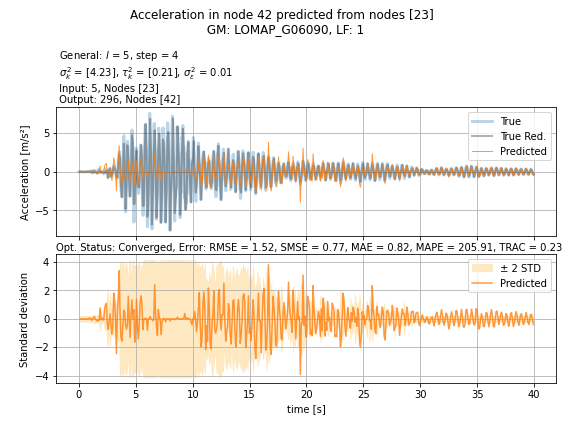 Acceleration in node 42 predicted from nodes [23]
GM: LOMAP_G06090, LF: 1
General: l = 5, step = 4
σ²ₖ = [4.23], τ²ₖ = [0.21], σ²ₛ = 0.01
Input: 5, Nodes [23]
Output: 296, Nodes [42]
True
True Red.
Predicted
Acceleration [m/s²]
5
0
−5
Opt. Status: Converged, Error: RMSE = 1.52, SMSE = 0.77, MAE = 0.82, MAPE = 205.91, TRAC = 0.23
± 2 STD
Predicted
Standard deviation
4
2
0
−2
−4
0 5 10 15 20 25 30 35 40
time [s]